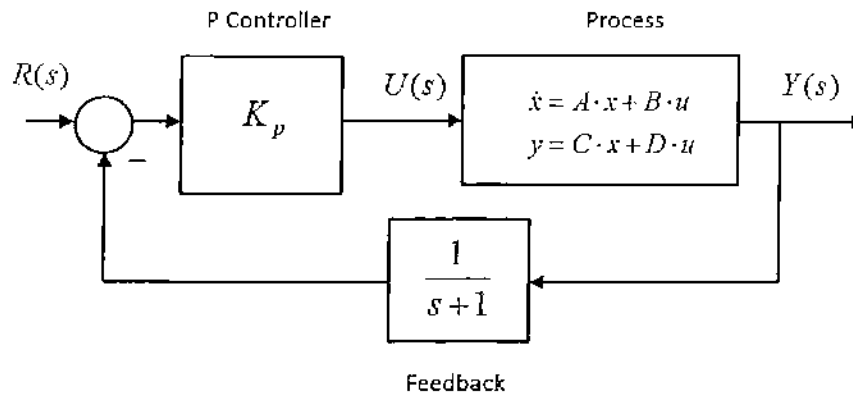 P Controller
Process
R(s)
K_p
U(s)
ẋ = A·x + B·u
y = C·x + D·u
Y(s)
−
1
s+1
Feedback